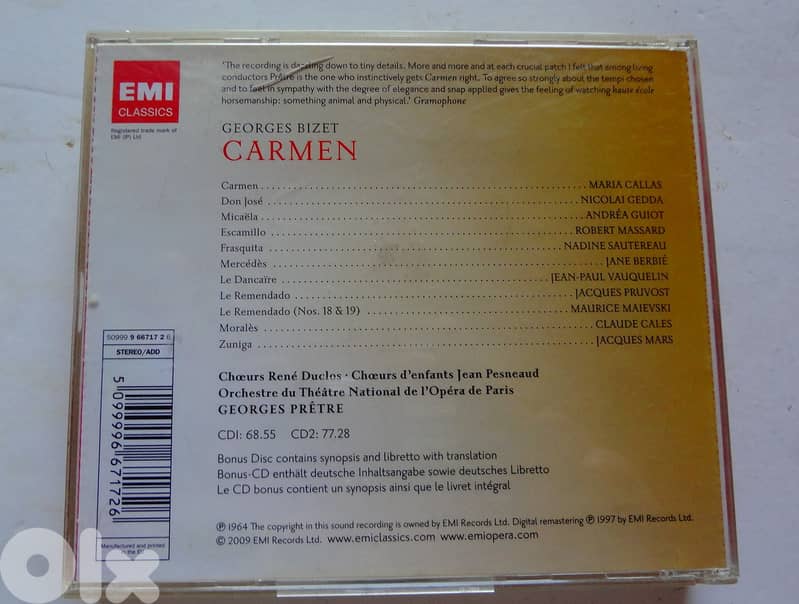 'The recording is dazzling down to tiny details. More and more and at each crucial patch I felt that among living
conductors Prêtre is the one who instinctively gets Carmen right. To agree so strongly about the tempi chosen
and to feel in sympathy with the degree of elegance and snap applied gives the feeling of watching haute école
horsemanship: something animal and physical.' Gramophone
EMI
CLASSICS
Registered trade mark of
EMI (IP) Ltd
GEORGES BIZET
CARMEN
Carmen MARIA CALLAS
Don José NICOLAI GEDDA
Micaëla ANDRÉA GUIOT
Escamillo ROBERT MASSARD
Frasquita NADINE SAUTEREAU
Mercédès JANE BERBIÉ
Le Dancaïre JEAN-PAUL VAUQUELIN
Le Remendado JACQUES PRUVOST
Le Remendado (Nos. 18 & 19) MAURICE MAIEVSKI
Moralès CLAUDE CALES
Zuniga JACQUES MARS
Chœurs René Duclos · Chœurs d'enfants Jean Pesneaud
Orchestre du Théâtre National de l'Opéra de Paris
GEORGES PRÊTRE
CD1: 68.55 CD2: 77.28
Bonus Disc contains synopsis and libretto with translation
Bonus-CD enthält deutsche Inhaltsangabe sowie deutsches Libretto
Le CD bonus contient un synopsis ainsi que le livret intégral
℗ 1964 The copyright in this sound recording is owned by EMI Records Ltd. Digital remastering ℗ 1997 by EMI Records Ltd.
© 2009 EMI Records Ltd. www.emiclassics.com www.emiopera.com
50999 9 66717 2 6
STEREO/ADD
5 099996 671726
Manufactured and printed
in the EU
olx